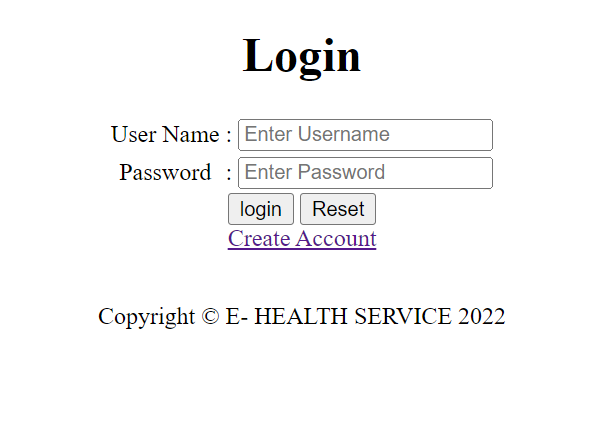 Login
User Name : Enter Username
Password : Enter Password
login Reset
Create Account
Copyright © E- HEALTH SERVICE 2022